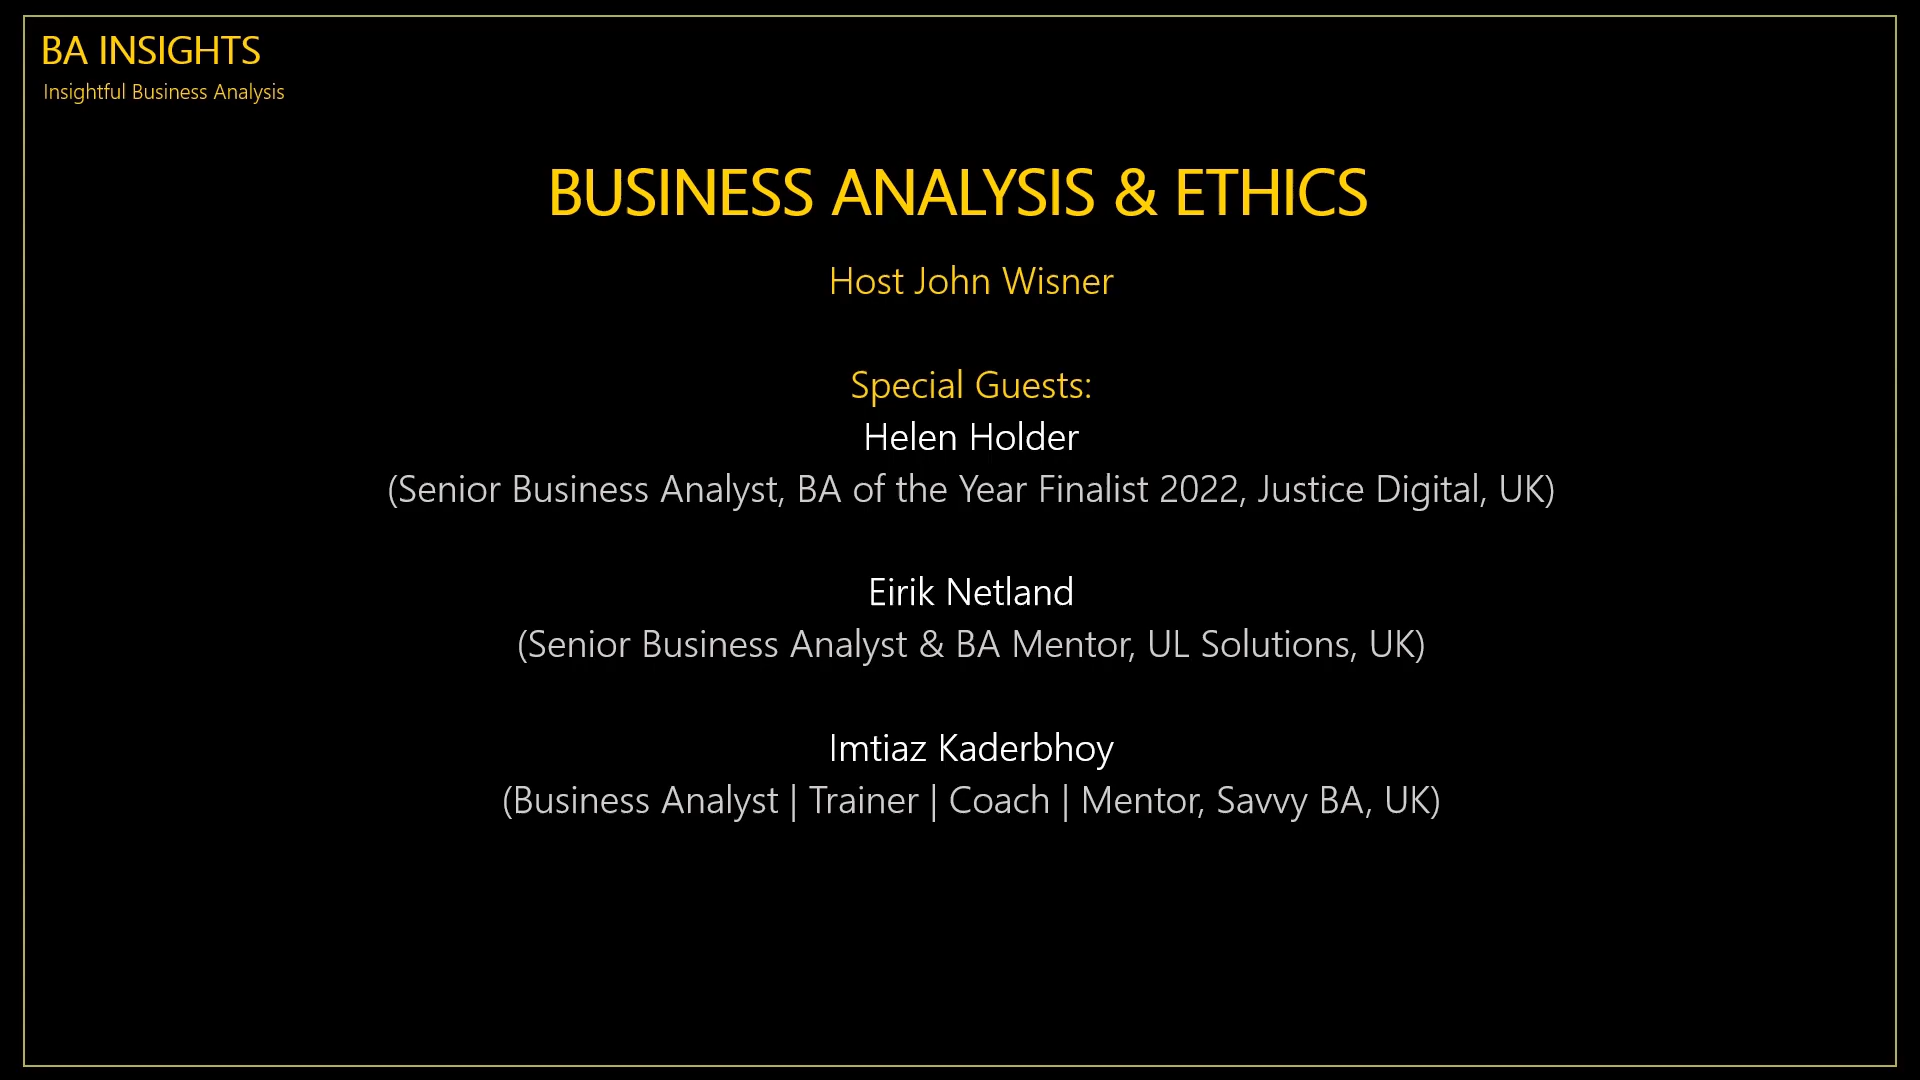 BA INSIGHTS
Insightful Business Analysis
BUSINESS ANALYSIS & ETHICS
Host John Wisner
Special Guests:
Helen Holder
(Senior Business Analyst, BA of the Year Finalist 2022, Justice Digital, UK)
Eirik Netland
(Senior Business Analyst & BA Mentor, UL Solutions, UK)
Imtiaz Kaderbhoy
(Business Analyst | Trainer | Coach | Mentor, Savvy BA, UK)